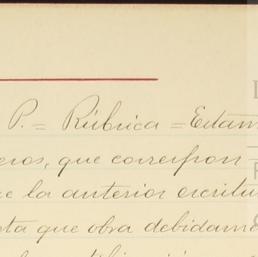 P. = Rúbrica = Estam
eros, que correspon
e la anterior escritu
ta que obra debidame